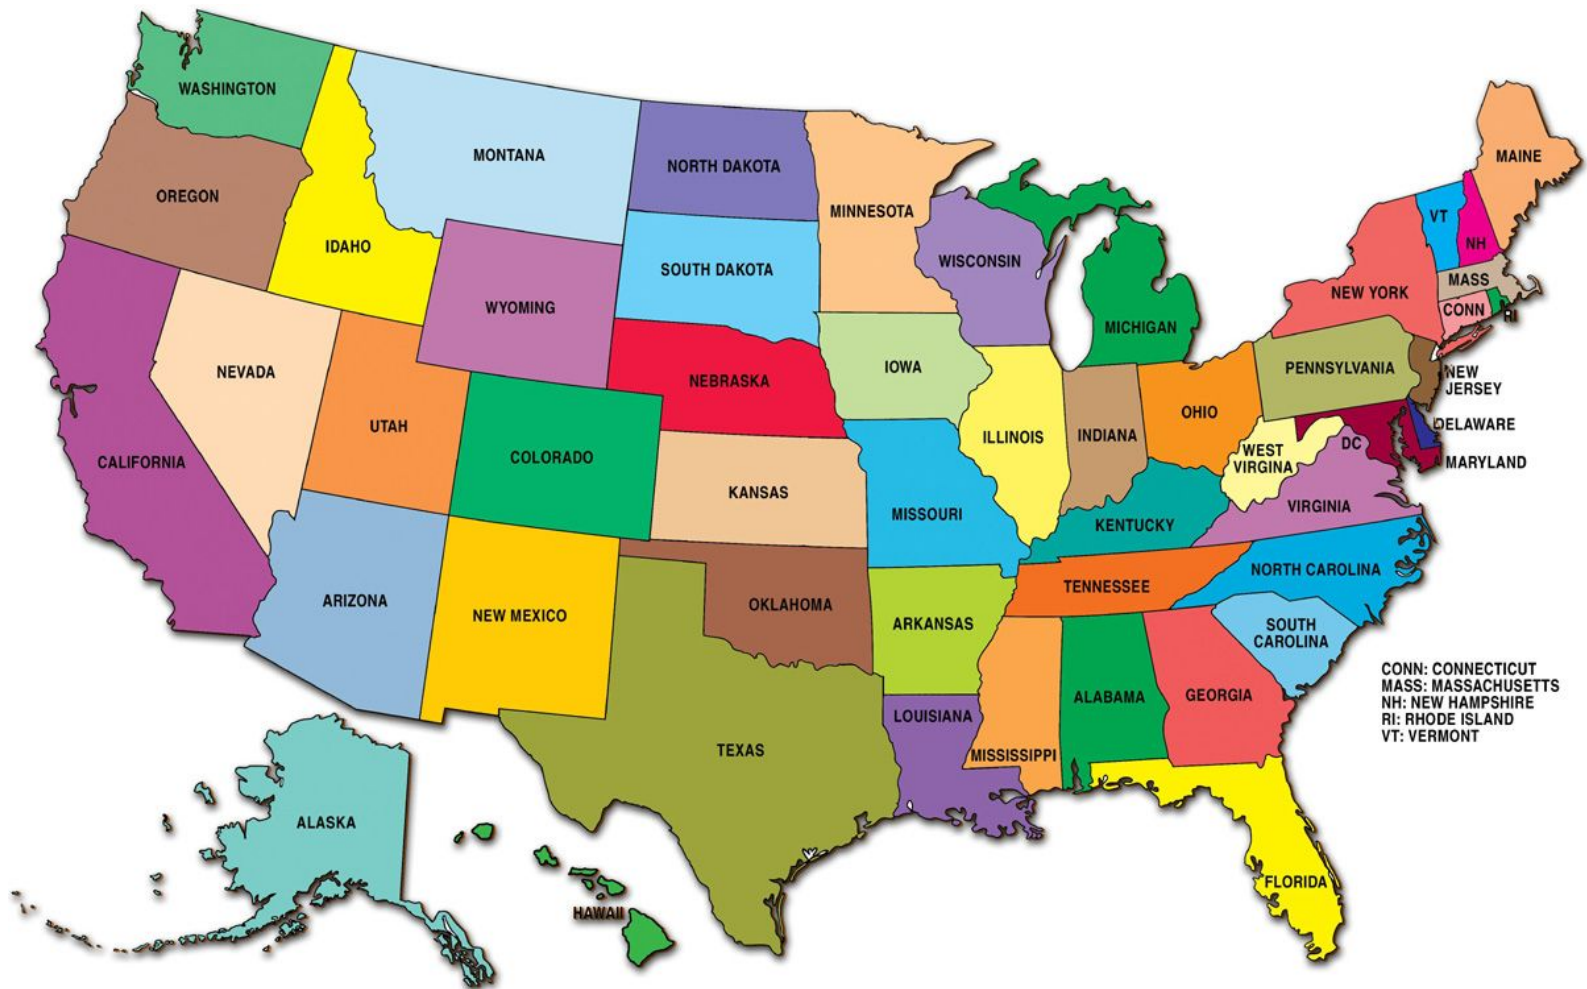 WASHINGTON
OREGON
IDAHO
MONTANA
NORTH DAKOTA
MINNESOTA
MAINE
VT
NH
WISCONSIN
SOUTH DAKOTA
WYOMING
MICHIGAN
NEW YORK
MASS
CONN
RI
NEVADA
UTAH
CALIFORNIA
COLORADO
NEBRASKA
IOWA
ILLINOIS
INDIANA
OHIO
PENNSYLVANIA
NEW
JERSEY
DELAWARE
MARYLAND
DC
WEST
VIRGINA
VIRGINIA
KANSAS
MISSOURI
KENTUCKY
NORTH CAROLINA
TENNESSEE
ARIZONA
NEW MEXICO
OKLAHOMA
ARKANSAS
SOUTH
CAROLINA
TEXAS
LOUISIANA
MISSISSIPPI
ALABAMA
GEORGIA
FLORIDA
ALASKA
HAWAII
CONN: CONNECTICUT
MASS: MASSACHUSETTS
NH: NEW HAMPSHIRE
RI: RHODE ISLAND
VT: VERMONT